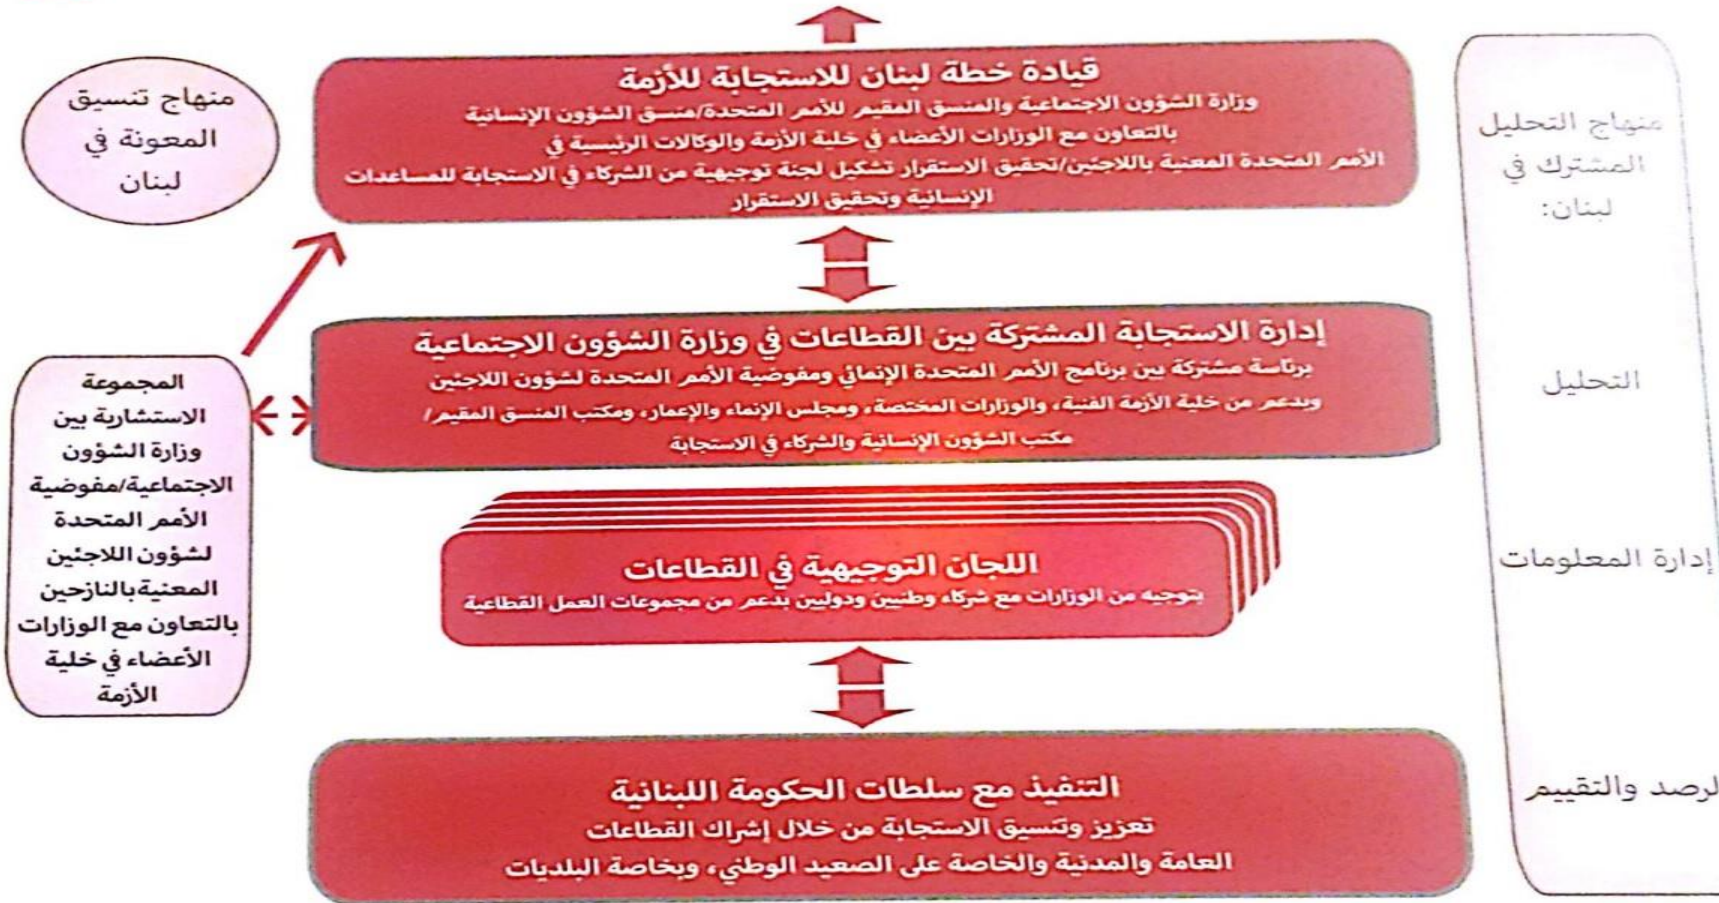 قيادة خطة لبنان للاستجابة للأزمة
وزارة الشؤون الاجتماعية والمنسق المقيم للأمم المتحدة/منسق الشؤون الإنسانية
بالتعاون مع الوزارات الأعضاء في خلية الأزمة والوكالات الرئيسية في
الأمم المتحدة المعنية باللاجئين/تحقيق الاستقرار تشكيل لجنة توجيهية من الشركاء في الاستجابة للمساعدات
الإنسانية وتحقيق الاستقرار
منهاج تنسيق
المعونة في
لبنان
إدارة الاستجابة المشتركة بين القطاعات في وزارة الشؤون الاجتماعية
برئاسة مشتركة بين برنامج الأمم المتحدة الإنمائي ومفوضية الأمم المتحدة لشؤون اللاجئين
وبدعم من خلية الأزمة الفنية، والوزارات المختصة، ومجلس الإنماء والإعمار، ومكتب المنسق المقيم/
مكتب الشؤون الإنسانية والشركاء في الاستجابة
المجموعة
الاستشارية بين
وزارة الشؤون
الاجتماعية/مفوضية
الأمم المتحدة
لشؤون اللاجئين
المعنية بالنازحين
بالتعاون مع الوزارات
الأعضاء في خلية
الأزمة
اللجان التوجيهية في القطاعات
بتوجيه من الوزارات مع شركاء وطنيين ودوليين بدعم من مجموعات العمل القطاعية
التنفيذ مع سلطات الحكومة اللبنانية
تعزيز وتنسيق الاستجابة من خلال إشراك القطاعات
العامة والمدنية والخاصة على الصعيد الوطني، وبخاصة البلديات
منهاج التحليل
المشترك في
لبنان:
التحليل
إدارة المعلومات
لرصد والتقييم